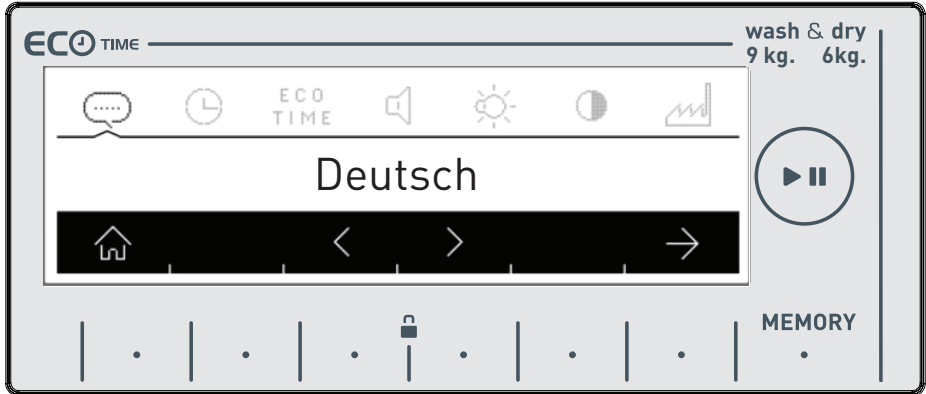 ECO TIME
wash & dry
9 kg. 6kg.
ECO
TIME
Deutsch
MEMORY